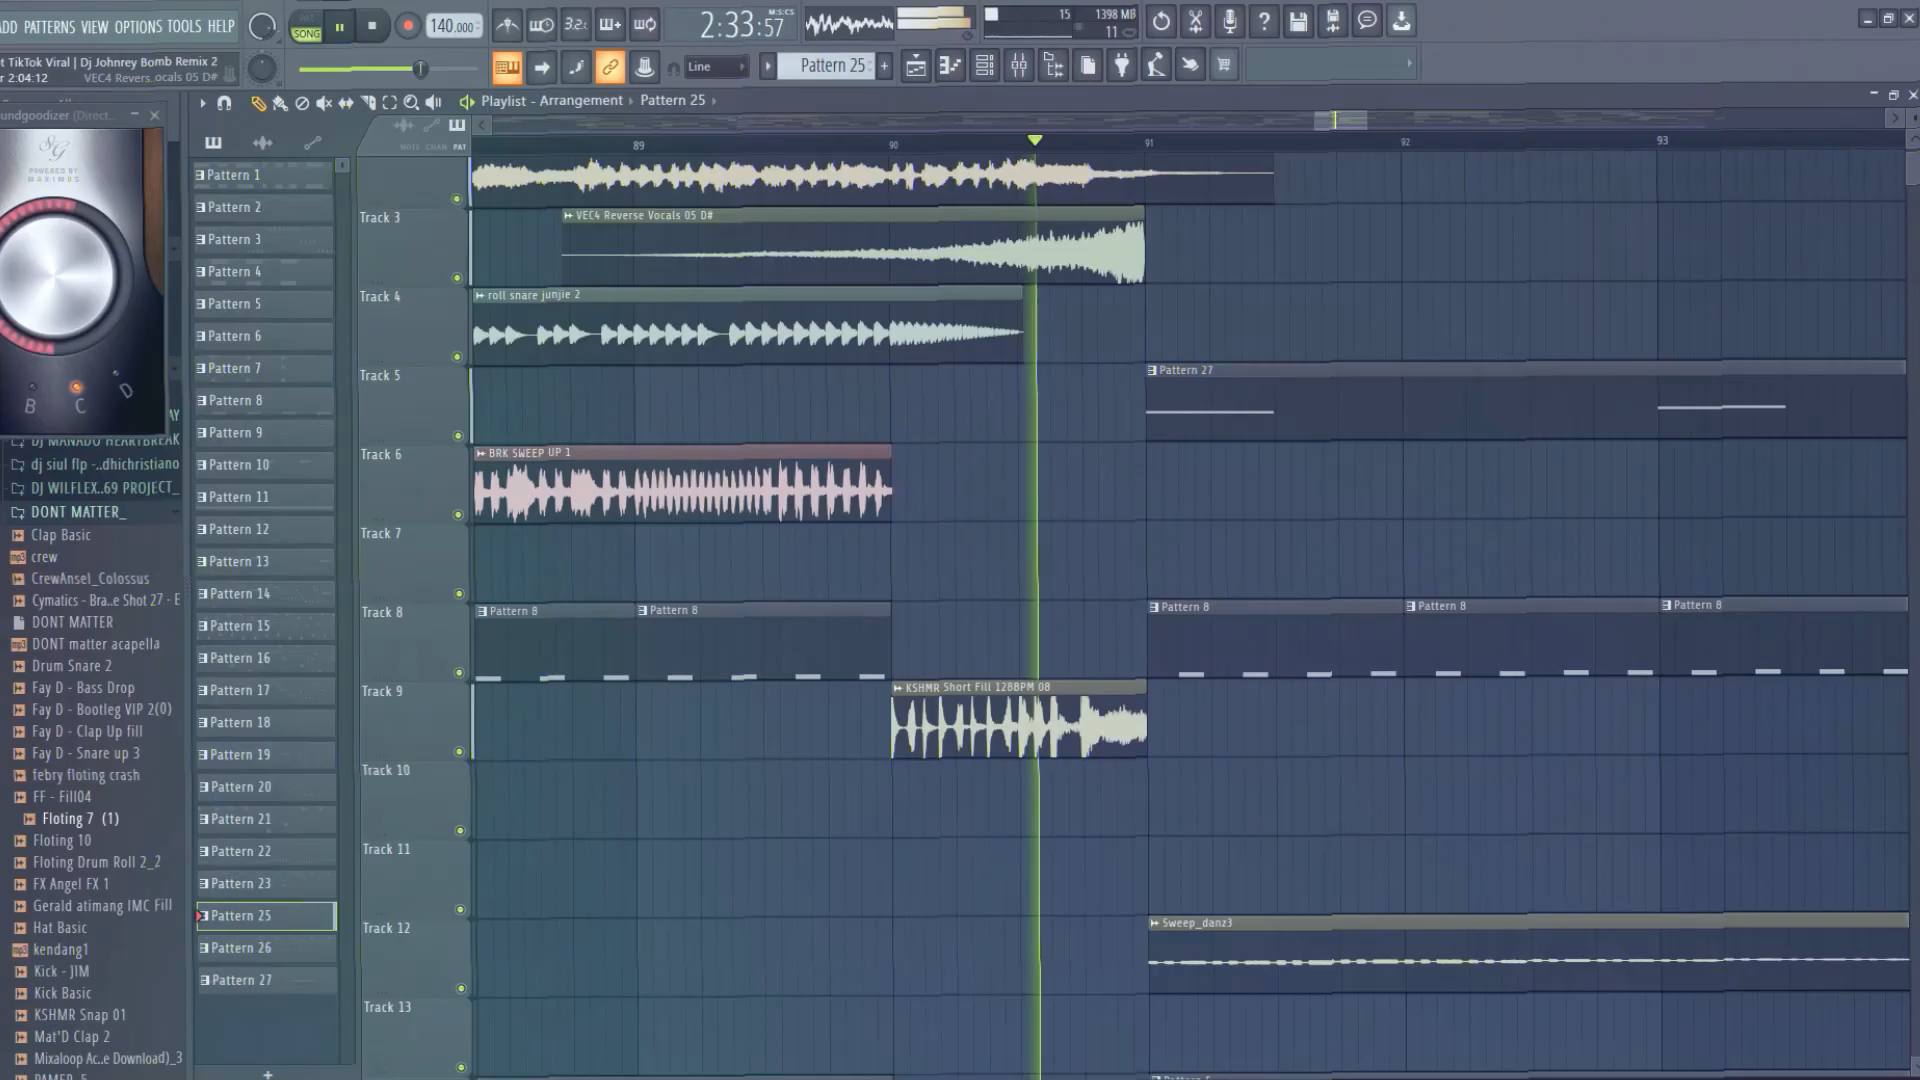 ADD PATTERNS VIEW OPTIONS TOOLS HELP
PAT
SONG
140.000
3.2.
2:33:57
M:S:CS
15
1398 MB
11
t TikTok Viral | Dj Johnrey Bomb Remix 2
2:04:12
VEC4 Revers..ocals 05 D#
Line
Pattern 25
Playlist - Arrangement
Pattern 25
undgoodizer (Direct..
SG
POWERED BY
MAXIMUS
B
C
D
NOTE CHAN PAT
89
90
91
92
93
DJ MANADO HEARTBREAK
dj siul flp -..dhichristiano
DJ WILFLEX..69 PROJECT_
DONT MATTER_
Clap Basic
crew
CrewAnsel_Colossus
Cymatics - Bra..e Shot 27 - E
DONT MATTER
DONT matter acapella
Drum Snare 2
Fay D - Bass Drop
Fay D - Bootleg VIP 2(0)
Fay D - Clap Up fill
Fay D - Snare up 3
febry floting crash
FF - Fill04
Floting 7 (1)
Floting 10
Floting Drum Roll 2_2
FX Angel FX 1
Gerald atimang IMC Fill
Hat Basic
kendang1
Kick - JIM
Kick Basic
KSHMR Snap 01
Mat'D Clap 2
Mixaloop Ac..e Download)_3
Pattern 1
Pattern 2
Pattern 3
Pattern 4
Pattern 5
Pattern 6
Pattern 7
Pattern 8
Pattern 9
Pattern 10
Pattern 11
Pattern 12
Pattern 13
Pattern 14
Pattern 15
Pattern 16
Pattern 17
Pattern 18
Pattern 19
Pattern 20
Pattern 21
Pattern 22
Pattern 23
Pattern 25
Pattern 26
Pattern 27
Track 3
VEC4 Reverse Vocals 05 D#
Track 4
roll snare junjie 2
Track 5
Pattern 27
Track 6
BRK SWEEP UP 1
Track 7
Track 8
Pattern 8
Pattern 8
Pattern 8
Pattern 8
Pattern 8
Track 9
KSHMR Short Fill 128BPM 08
Track 10
Track 11
Track 12
Sweep_danz3
Track 13